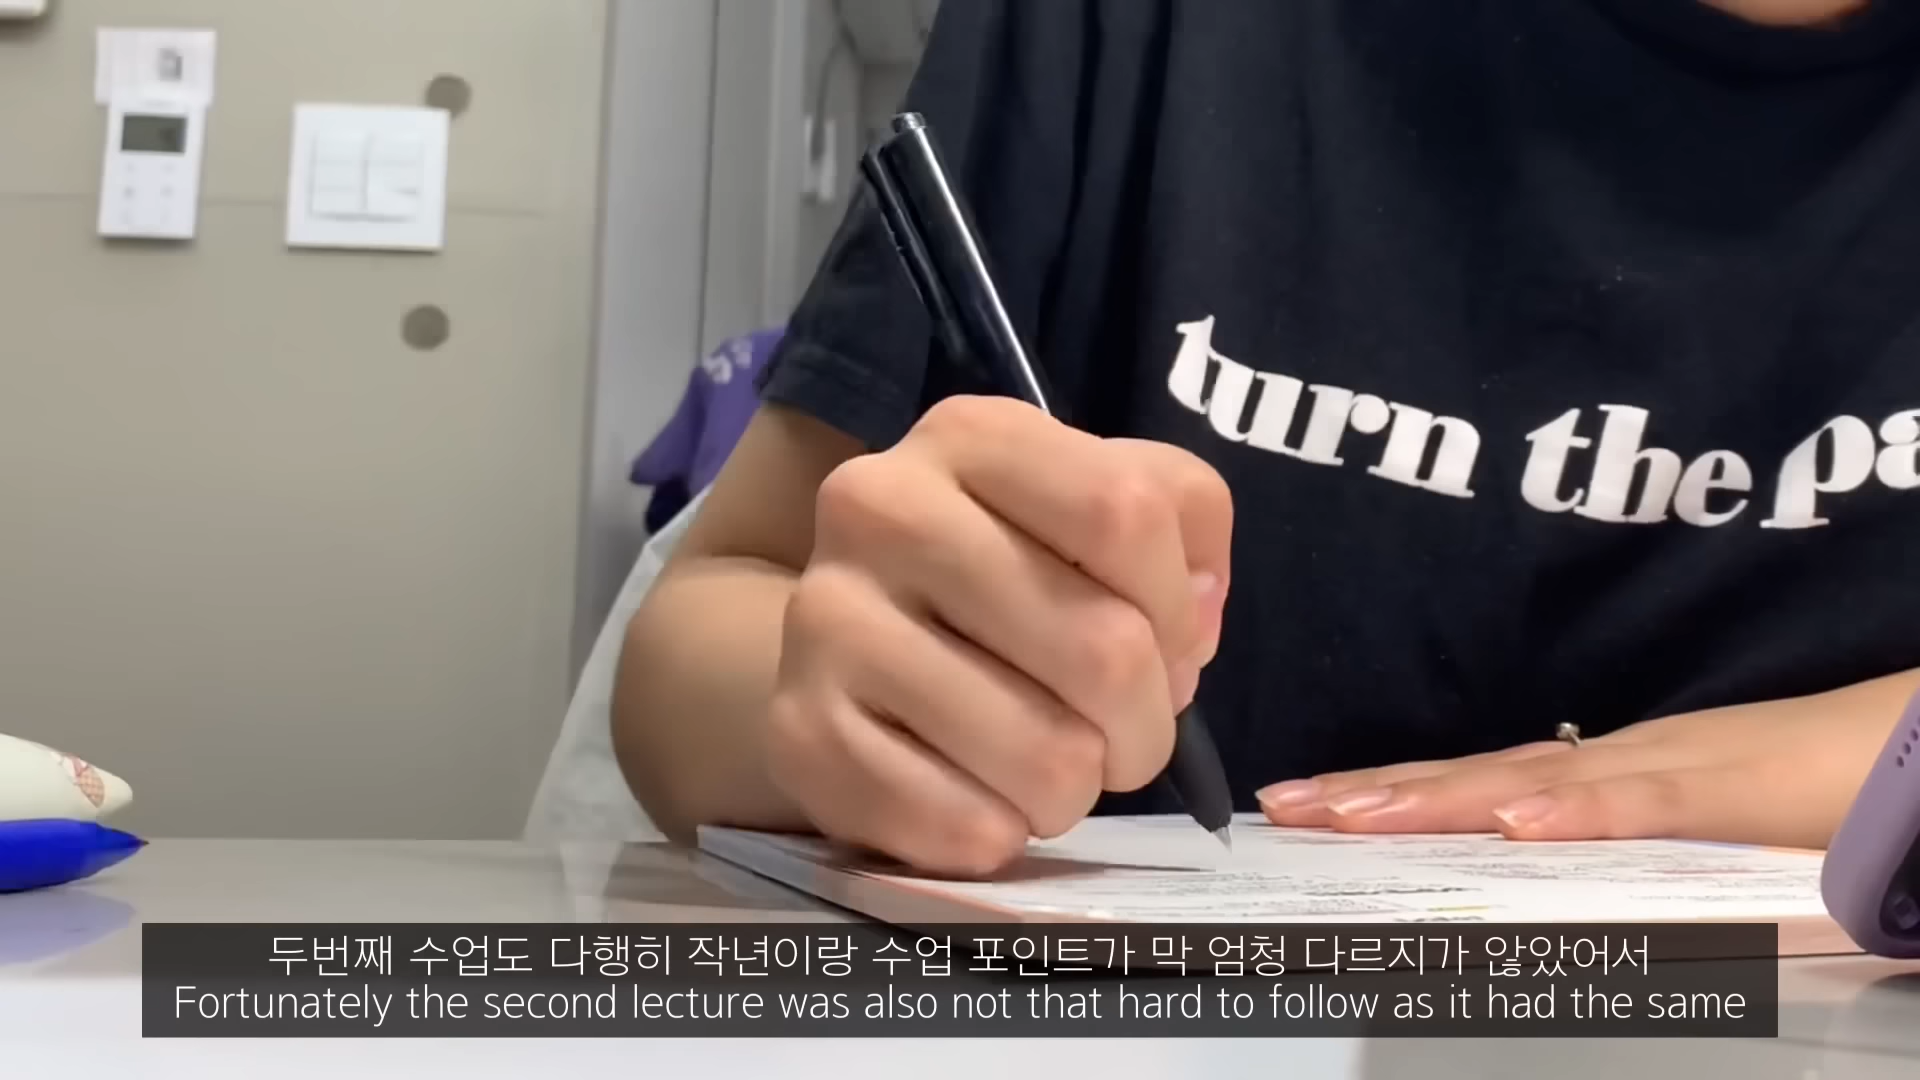 turn the pa
두번째 수업도 다행히 작년이랑 수업 포인트가 막 엄청 다르지가 않았어서
Fortunately the second lecture was also not that hard to follow as it had the same